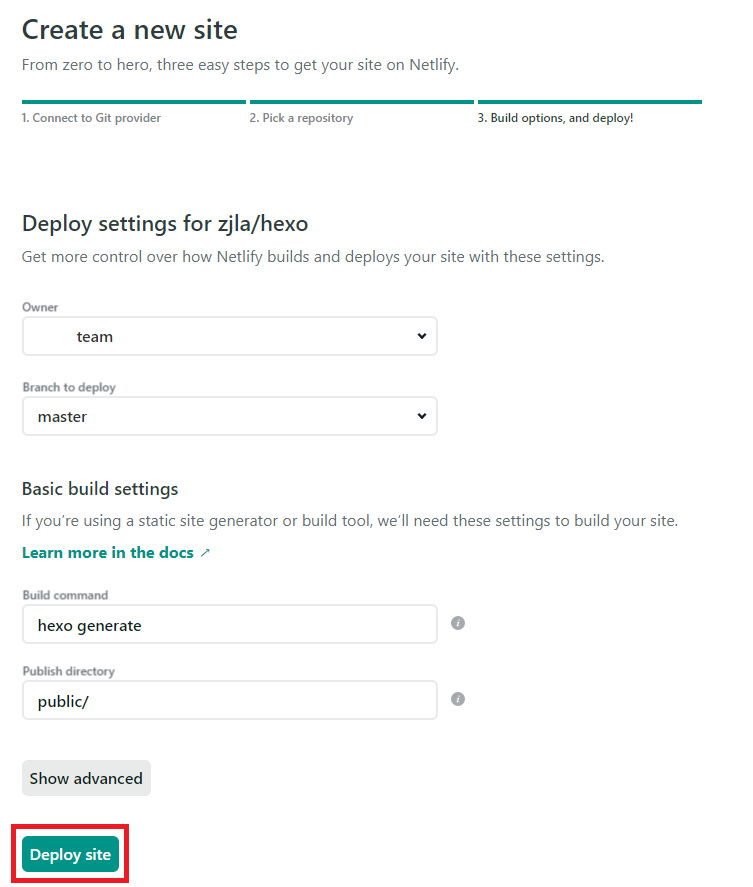 Create a new site
From zero to hero, three easy steps to get your site on Netlify.
1. Connect to Git provider
2. Pick a repository
3. Build options, and deploy!
Deploy settings for zjla/hexo
Get more control over how Netlify builds and deploys your site with these settings.
Owner
team
Branch to deploy
master
Basic build settings
If you’re using a static site generator or build tool, we’ll need these settings to build your site.
Learn more in the docs ↗
Build command
hexo generate
i
Publish directory
public/
i
Show advanced
Deploy site